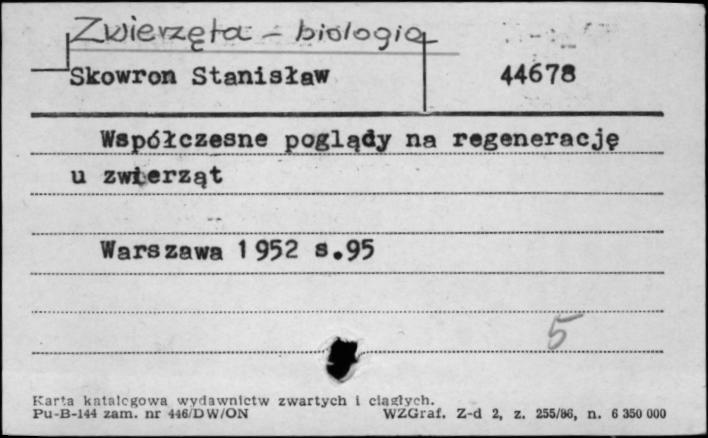 Zwierzęta - biologia
Skowron Stanisław 44678
Współczesne poglądy na regenerację
u zwierząt
Warszawa 1952 s.95
5
Karta katalogowa wydawnictw zwartych i ciągłych.
Pu-B-144 zam. nr 446/DW/ON WZGraf. Z-d 2, z. 255/86, n. 6 350 000